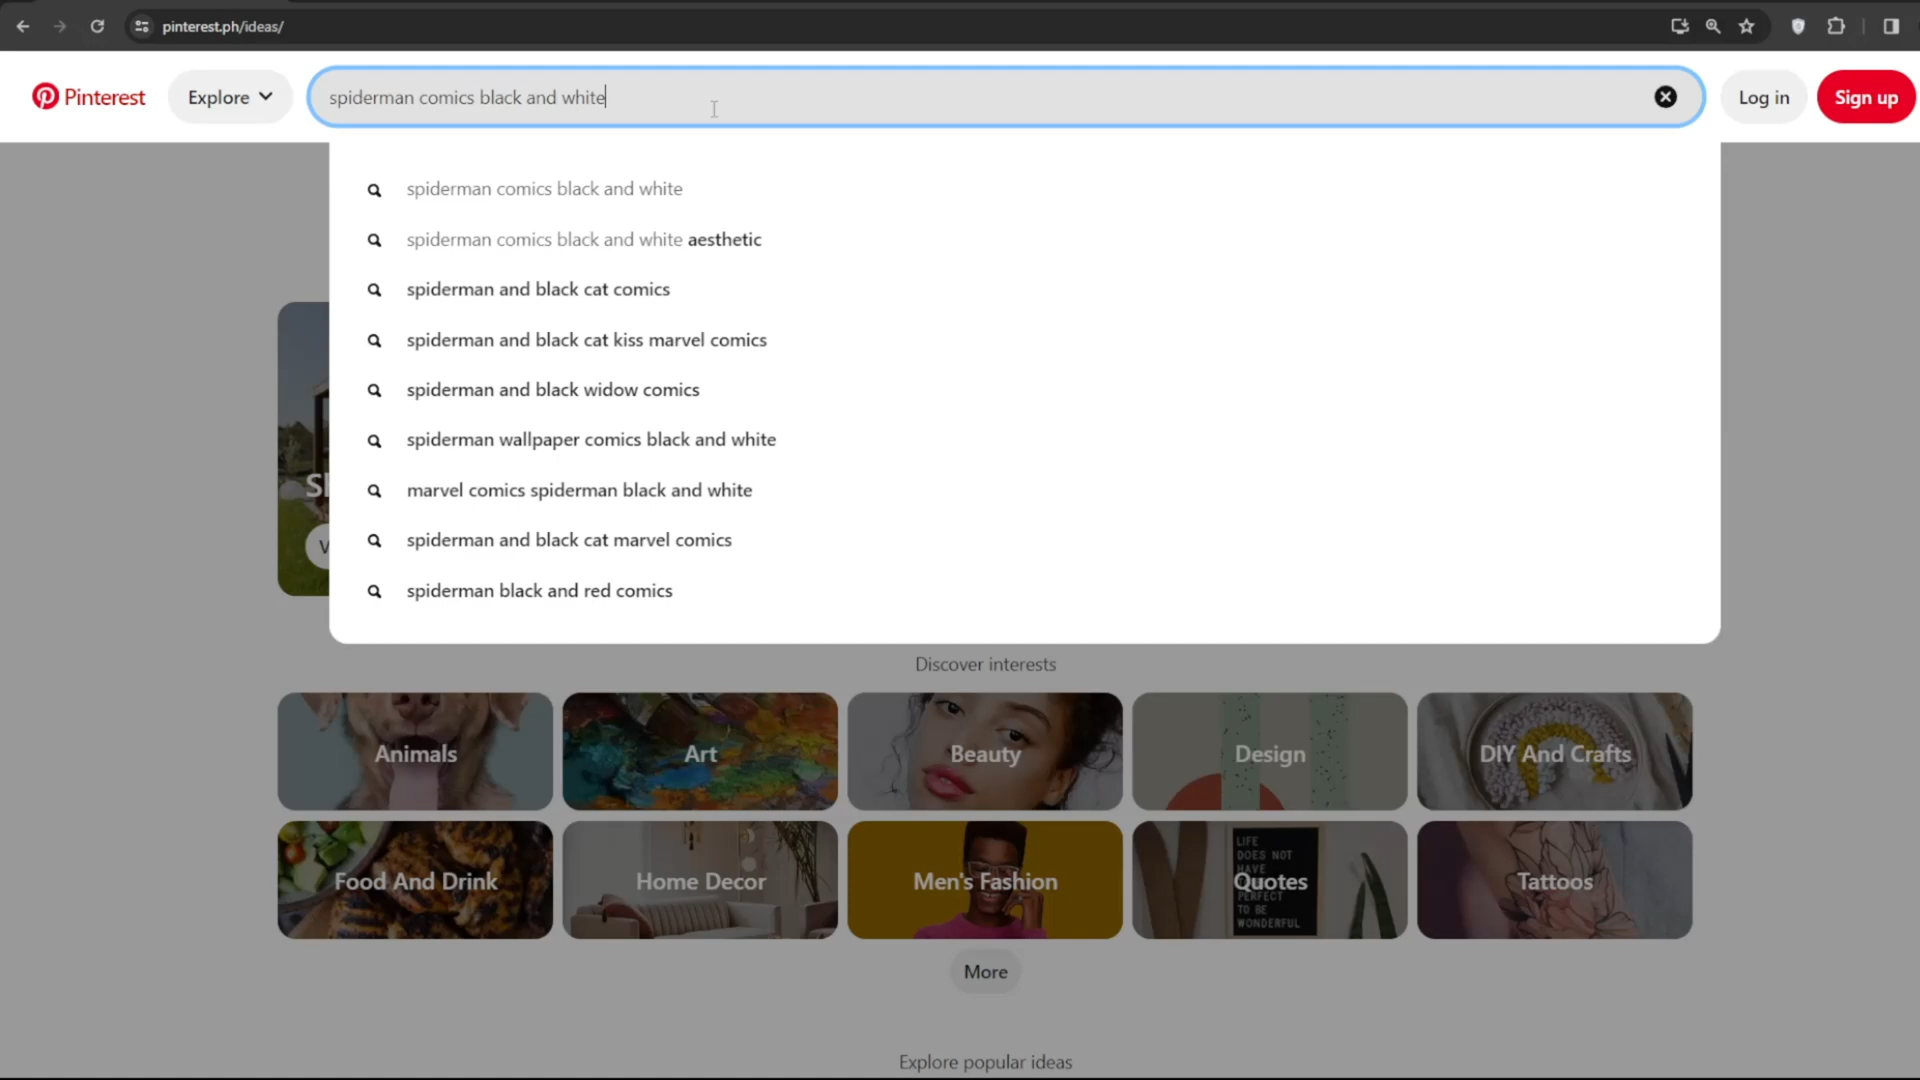 pinterest.ph/ideas/
Pinterest
Explore
spiderman comics black and white
Log in
Sign up
spiderman comics black and white
spiderman comics black and white aesthetic
spiderman and black cat comics
spiderman and black cat kiss marvel comics
spiderman and black widow comics
spiderman wallpaper comics black and white
marvel comics spiderman black and white
spiderman and black cat marvel comics
spiderman black and red comics
Discover interests
Animals
Art
Beauty
Design
DIY And Crafts
Food And Drink
Home Decor
Men's Fashion
LIFE
DOES NOT
HAVE
Quotes
PERFECT
TO BE
WONDERFUL
Tattoos
More
Explore popular ideas